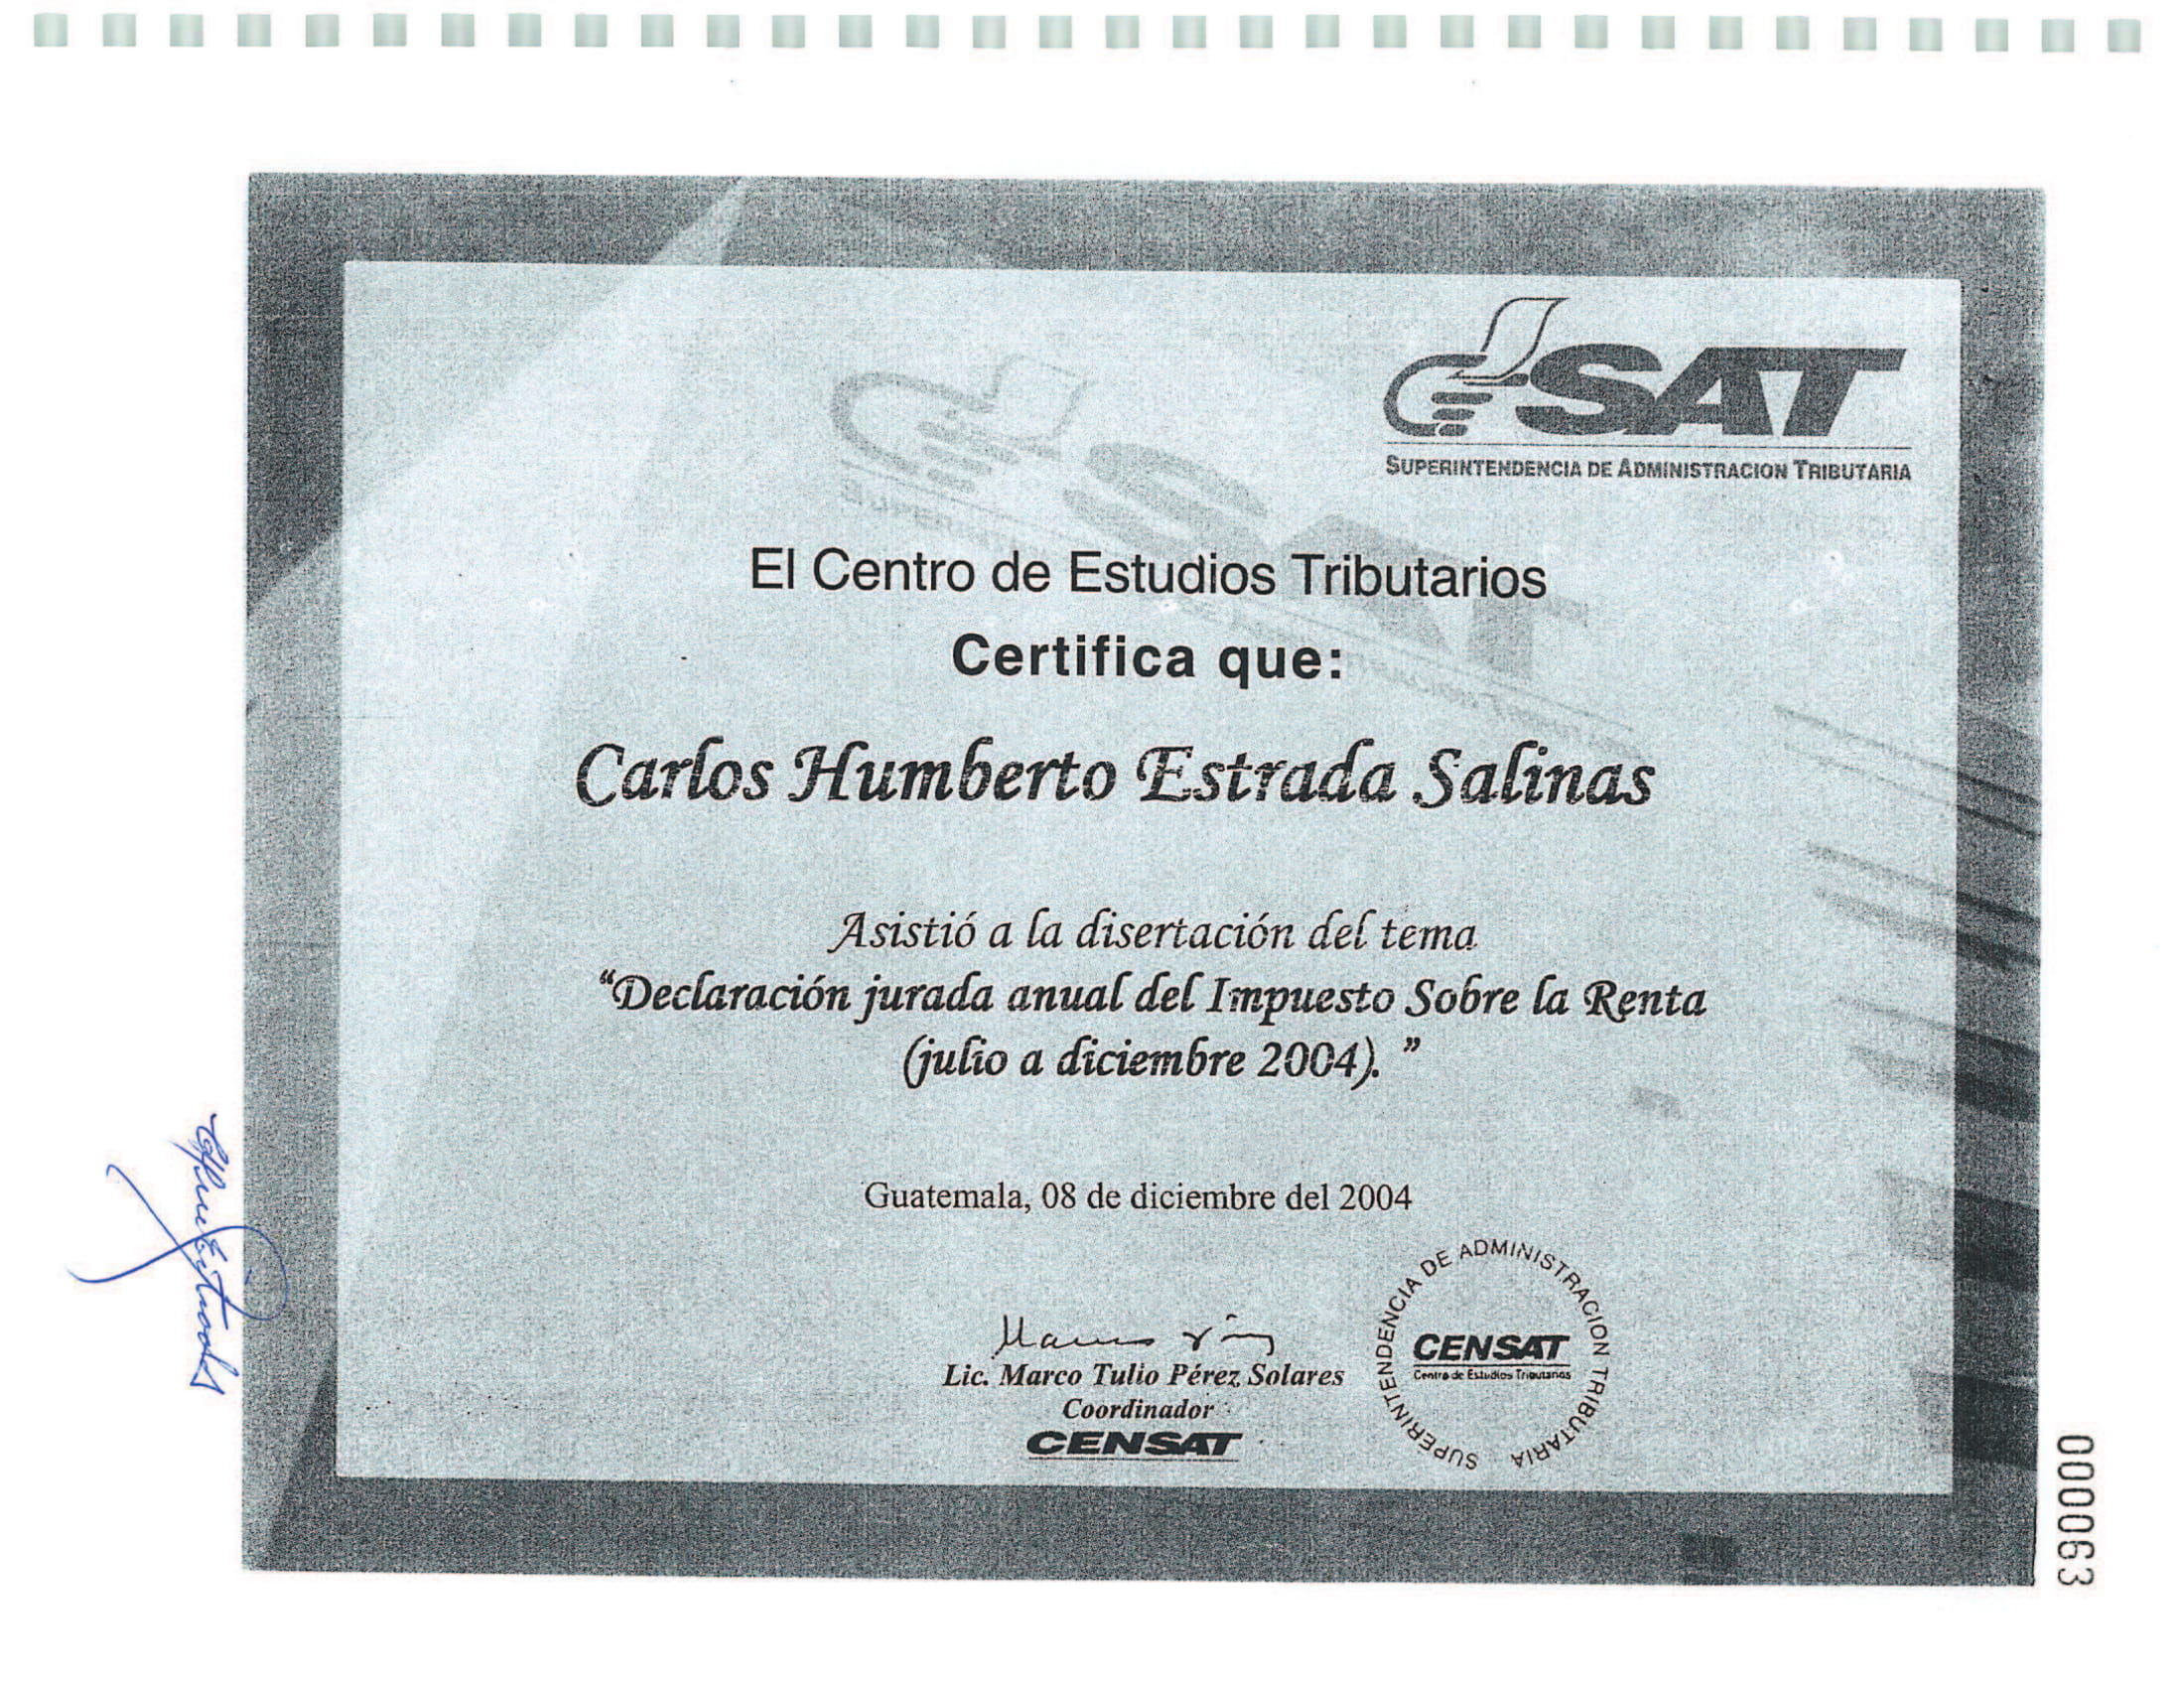 SAT
SUPERINTENDENCIA DE ADMINISTRACION TRIBUTARIA
El Centro de Estudios Tributarios
Certifica que:
Carlos Humberto Estrada Salinas
Asistió a la disertación del tema
“Declaración jurada anual del Impuesto Sobre la Renta
(julio a diciembre 2004). ”
Guatemala, 08 de diciembre del 2004
Lic. Marco Tulio Pérez Solares
Coordinador
CENSAT
SUPERINTENDENCIA DE ADMINISTRACION TRIBUTARIA
CENSAT
Centro de Estudios Tributarios
000063